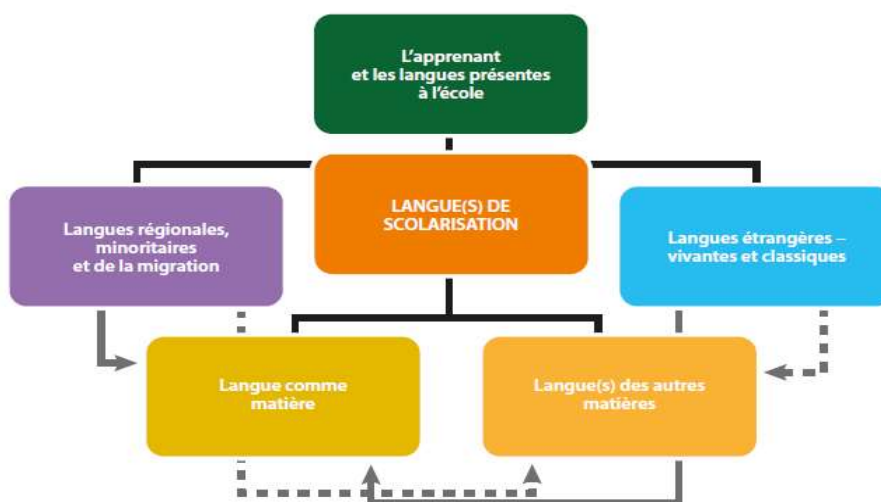 L'apprenant
et les langues présentes
à l'école
LANGUE(S) DE
SCOLARISATION
Langues régionales,
minoritaires
et de la migration
Langues étrangères –
vivantes et classiques
Langue comme
matière
Langue(s) des autres
matières